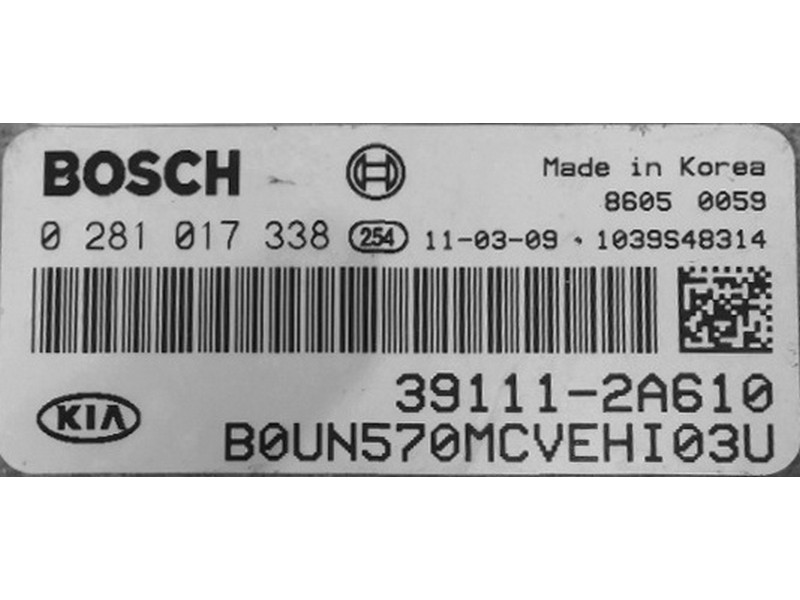 BOSCH
Made in Korea
8605 0059
0 281 017 338 254 11-03-09 · 1039S48314
39111-2A610
KIA
B0UN570MCVEHI03U